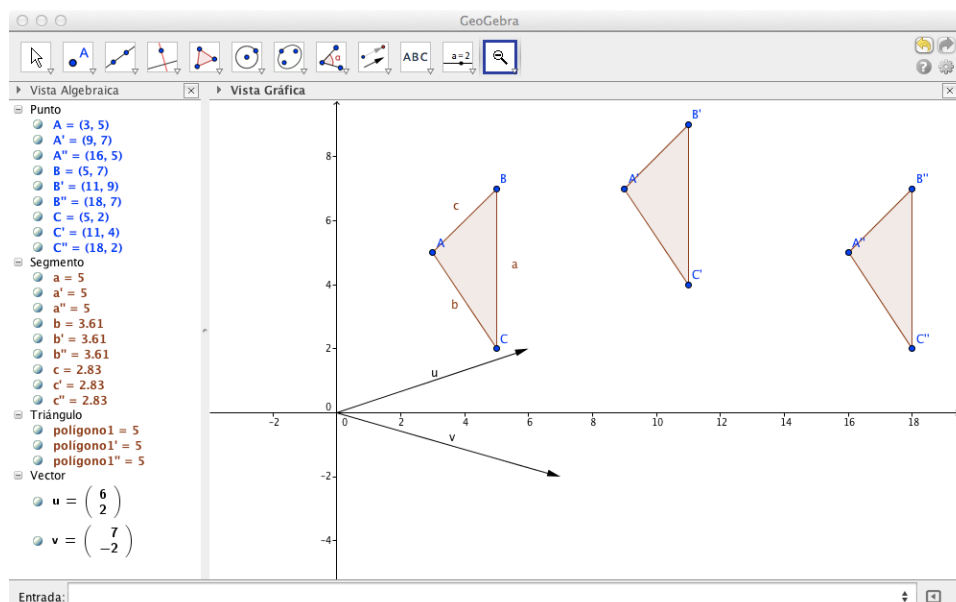 GeoGebra
A
α
ABC
a=2
Vista Algebraica
Vista Gráfica
Punto
A = (3, 5)
A' = (9, 7)
A" = (16, 5)
B = (5, 7)
B' = (11, 9)
B" = (18, 7)
C = (5, 2)
C' = (11, 4)
C" = (18, 2)
Segmento
a = 5
a' = 5
a" = 5
b = 3.61
b' = 3.61
b" = 3.61
c = 2.83
c' = 2.83
c" = 2.83
Triángulo
polígono1 = 5
polígono1' = 5
polígono1" = 5
Vector
u = ( 6
2 )
v = ( 7
-2 )
B'
8
B
A'
B"
c
6
A
a
A"
4
b
C'
C
C"
2
u
0
-2 0 2 4 6 8 10 12 14 16 18
v
-2
-4
Entrada: